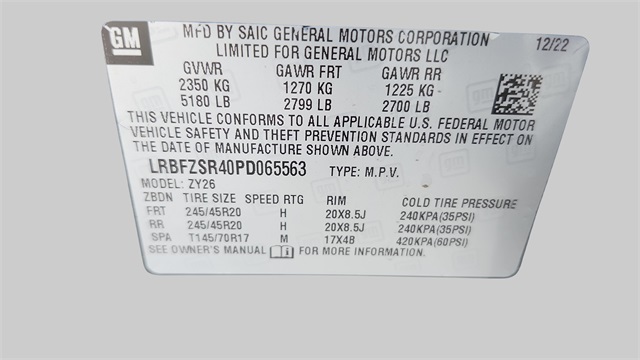 GM
MFD BY SAIC GENERAL MOTORS CORPORATION
LIMITED FOR GENERAL MOTORS LLC
12/22
GVWR GAWR FRT GAWR RR
2350 KG 1270 KG 1225 KG
5180 LB 2799 LB 2700 LB
THIS VEHICLE CONFORMS TO ALL APPLICABLE U.S. FEDERAL MOTOR
VEHICLE SAFETY AND THEFT PREVENTION STANDARDS IN EFFECT ON
THE DATE OF MANUFACTURE SHOWN ABOVE.
LRBFZSR40PD065563 TYPE: M.P.V.
MODEL: ZY26
ZBDN TIRE SIZE SPEED RTG RIM COLD TIRE PRESSURE
FRT 245/45R20 H 20X8.5J 240KPA(35PSI)
RR 245/45R20 H 20X8.5J 240KPA(35PSI)
SPA T145/70R17 M 17X4B 420KPA(60PSI)
SEE OWNER'S MANUAL FOR MORE INFORMATION.